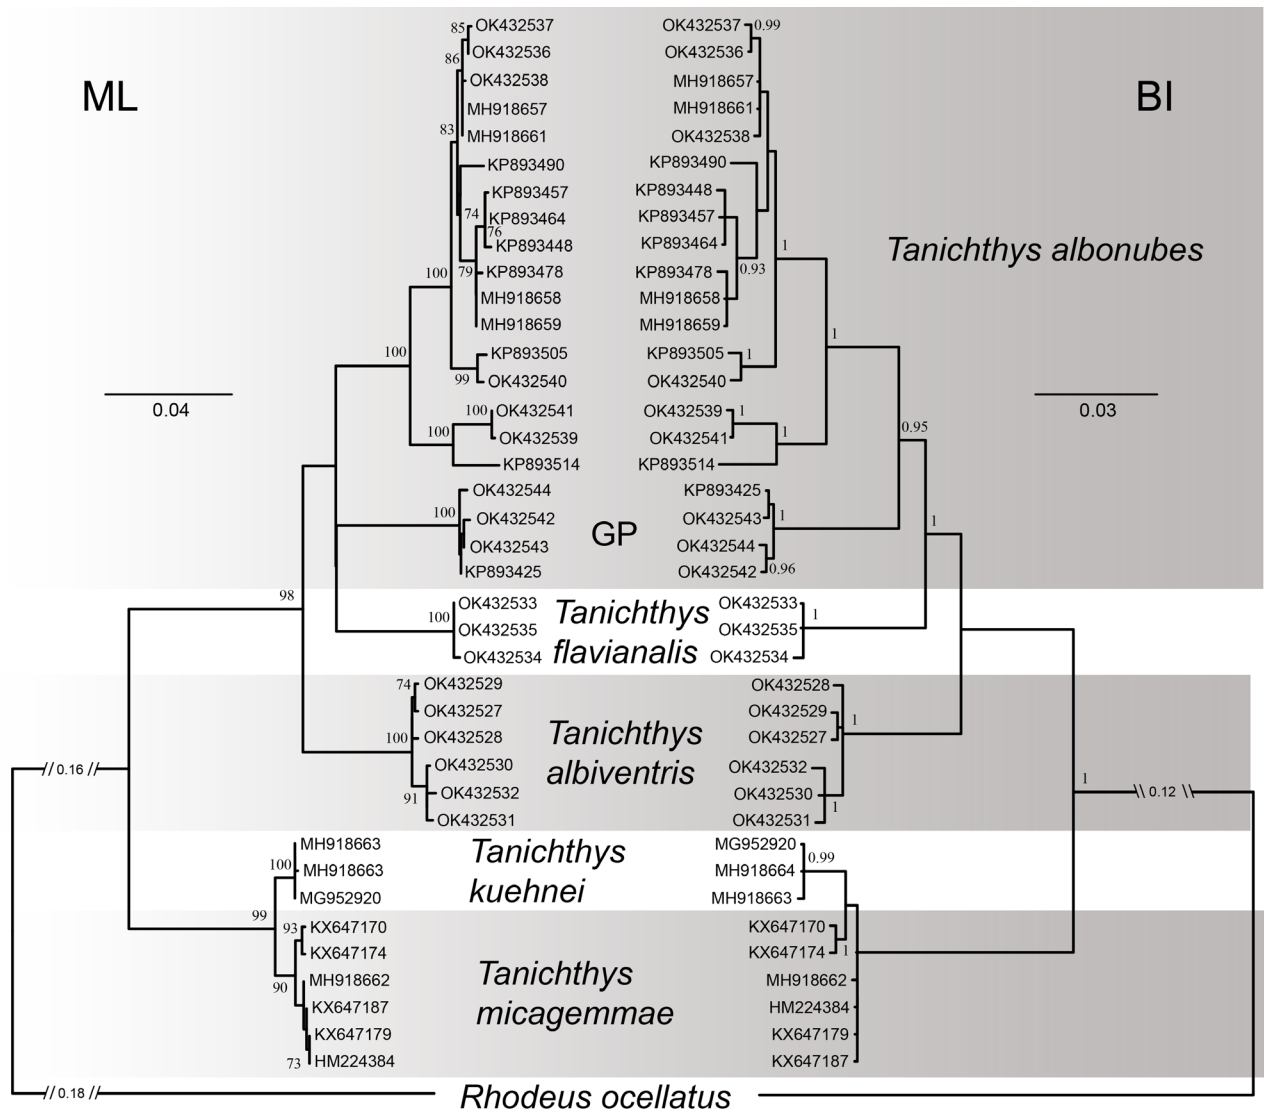 ML
BI
85
OK432537
OK432536
86
OK432538
MH918657
MH918661
83
KP893490
KP893457
74
KP893464
76
KP893448
79
KP893478
MH918658
MH918659
100
KP893505
99
OK432540
100
100
OK432541
OK432539
100
KP893514
OK432544
100
OK432542
OK432543
KP893425
0.04
98
OK432533
100
OK432535
OK432534
74
OK432529
OK432527
100
OK432528
OK432530
OK432532
91
OK432531
// 0.16 //
MH918663
100
MH918663
MG952920
99
93
KX647170
KX647174
MH918662
90
KX647187
KX647179
73
HM224384
// 0.18 //
GP
Tanichthys albonubes
Tanichthys
flavianalis
Tanichthys
albiventris
Tanichthys
kuehnei
Tanichthys
micagemmae
Rhodeus ocellatus
OK432537
0.99
OK432536
MH918657
MH918661
OK432538
KP893490
KP893448
KP893457
KP893464
0.93
KP893478
MH918658
MH918659
1
KP893505
1
OK432540
1
OK432539
1
OK432541
1
KP893514
0.03
0.95
KP893425
OK432543
1
OK432544
OK432542
0.96
1
OK432533
1
OK432535
OK432534
OK432528
OK432529
1
OK432527
OK432532
OK432530
1
OK432531
1
\\ 0.12 \\
MG952920
0.99
MH918664
MH918663
KX647170
KX647174
1
MH918662
HM224384
KX647179
KX647187